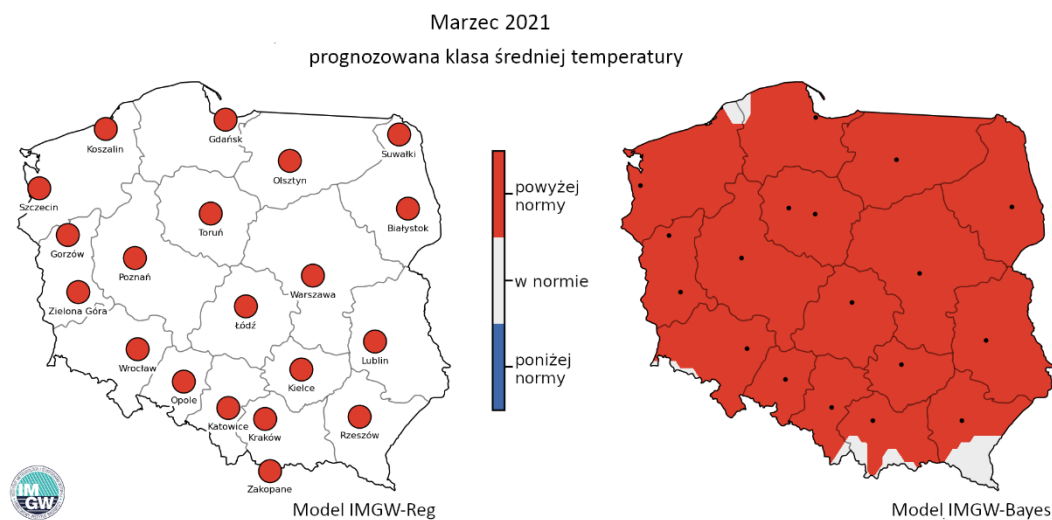 Marzec 2021
prognozowana klasa średniej temperatury
Koszalin
Gdańsk
Suwałki
Olsztyn
Szczecin
Białystok
Toruń
Gorzów
Poznań
Warszawa
Zielona Góra
Łódź
Wrocław
Lublin
Opole
Kielce
Katowice
Kraków
Rzeszów
Zakopane
powyżej
normy
w normie
poniżej
normy
IM
GW
Model IMGW-Reg
Model IMGW-Bayes